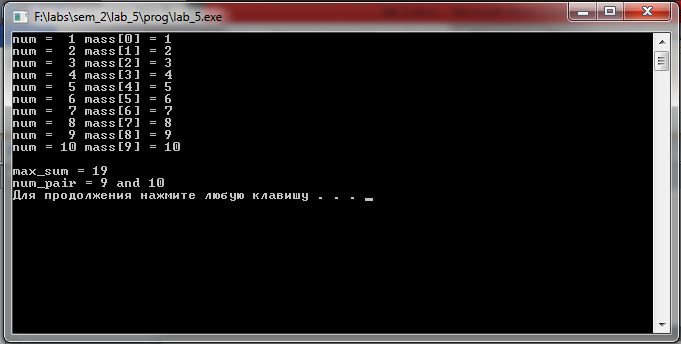 F:\labs\sem_2\lab_5\prog\lab_5.exe
num =  1 mass[0] = 1
num =  2 mass[1] = 2
num =  3 mass[2] = 3
num =  4 mass[3] = 4
num =  5 mass[4] = 5
num =  6 mass[5] = 6
num =  7 mass[6] = 7
num =  8 mass[7] = 8
num =  9 mass[8] = 9
num = 10 mass[9] = 10
max_sum = 19
num_pair = 9 and 10
Для продолжения нажмите любую клавишу . . . _